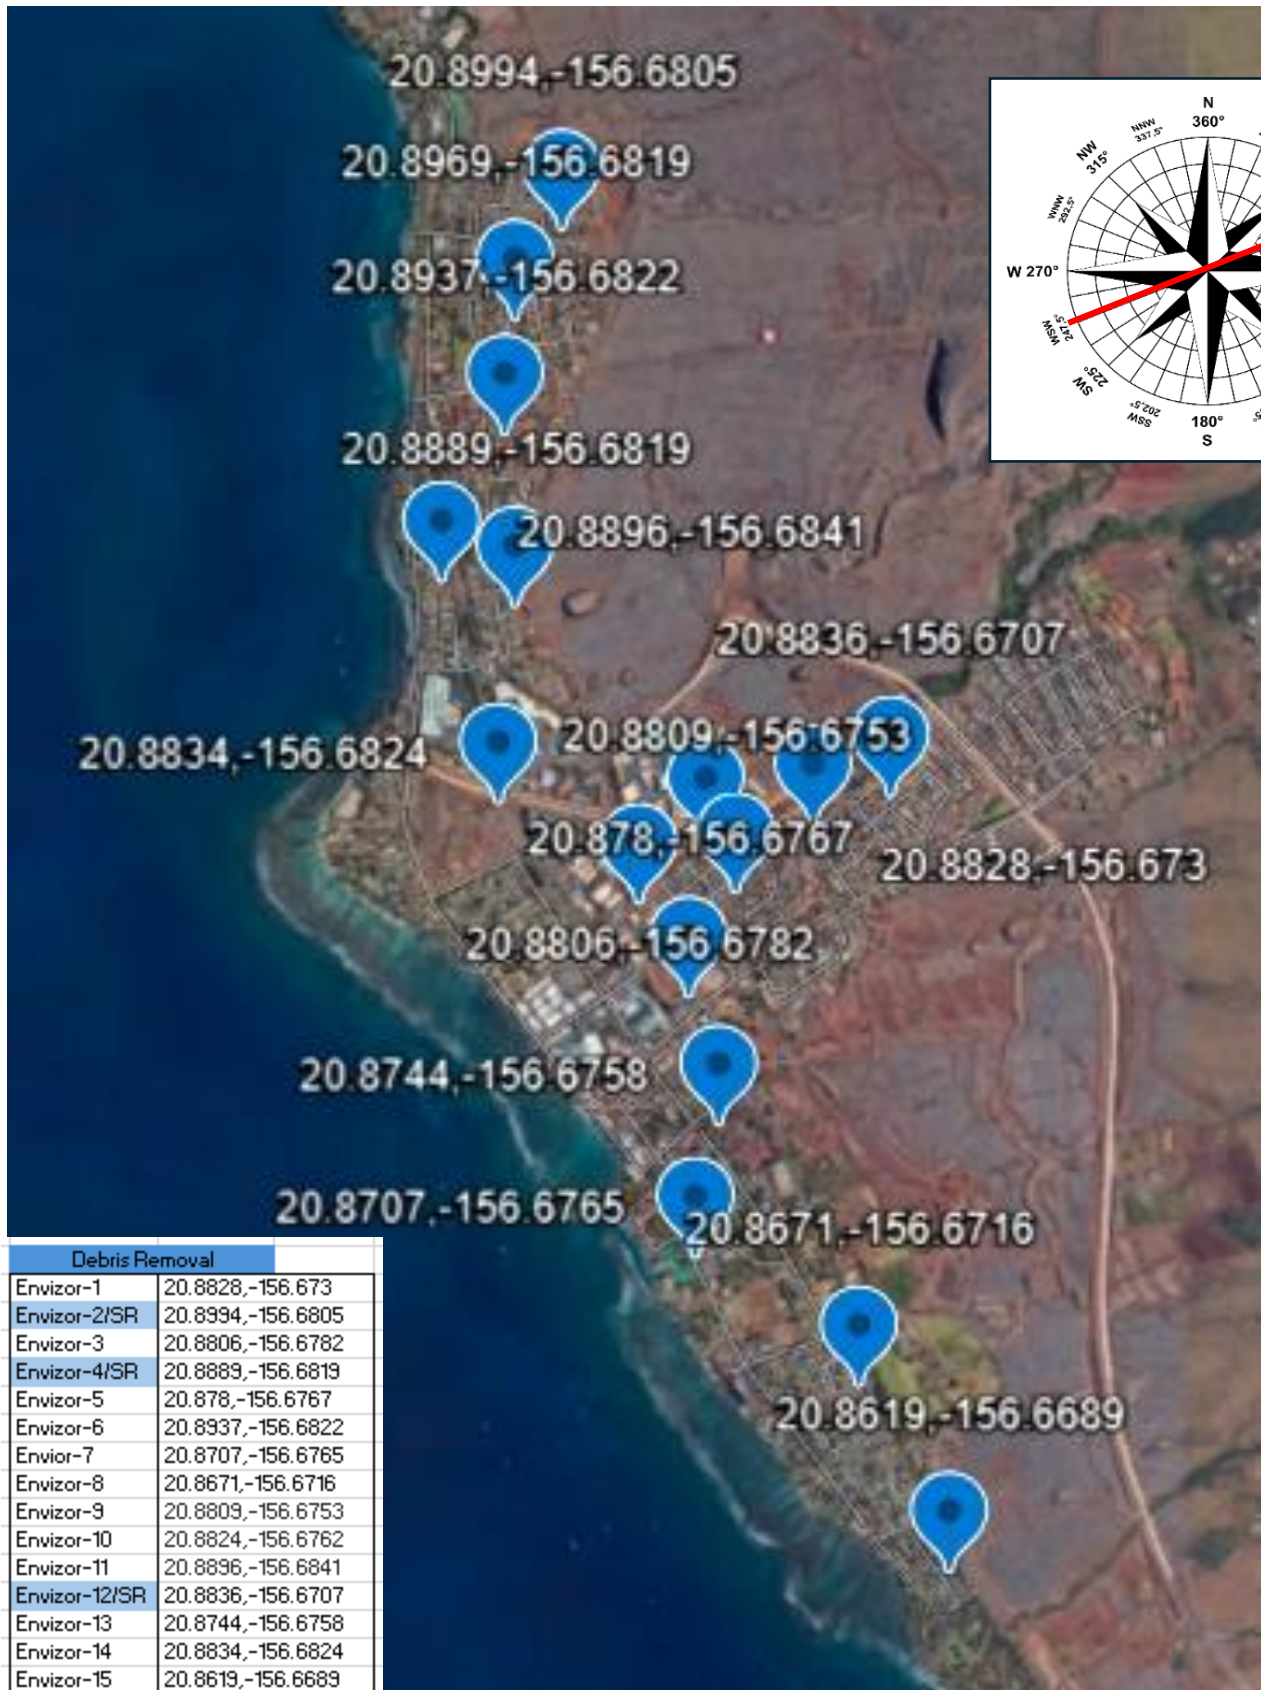 20.8994,-156.6805
20.8969,-156.6819
20.8937,-156.6822
20.8889,-156.6819
20.8896,-156.6841
20.8836,-156.6707
20.8834,-156.6824
20.8809,-156.6753
20.878,-156.6767
20.8828,-156.673
20.8806,-156.6782
20.8744,-156.6758
20.8707,-156.6765
20.8671,-156.6716
20.8619,-156.6689
N
360°
NNW
337,5°
NW
315°
WNW
292,5°
W 270°
WSW
247,5°
SW
225°
SSW
202,5°
180°
S
Debris Removal
Envizor-1 20.8828,-156.673
Envizor-2/SR 20.8994,-156.6805
Envizor-3 20.8806,-156.6782
Envizor-4/SR 20.8889,-156.6819
Envizor-5 20.878,-156.6767
Envizor-6 20.8937,-156.6822
Envior-7 20.8707,-156.6765
Envizor-8 20.8671,-156.6716
Envizor-9 20.8809,-156.6753
Envizor-10 20.8824,-156.6762
Envizor-11 20.8896,-156.6841
Envizor-12/SR 20.8836,-156.6707
Envizor-13 20.8744,-156.6758
Envizor-14 20.8834,-156.6824
Envizor-15 20.8619,-156.6689